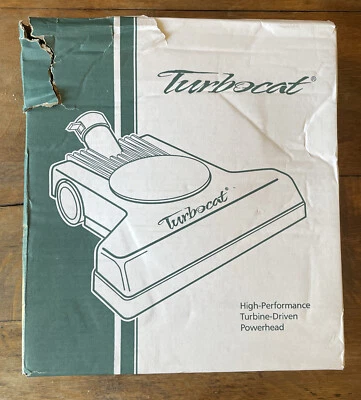 Turbocat®
Turbocat®
High-Performance
Turbine-Driven
Powerhead